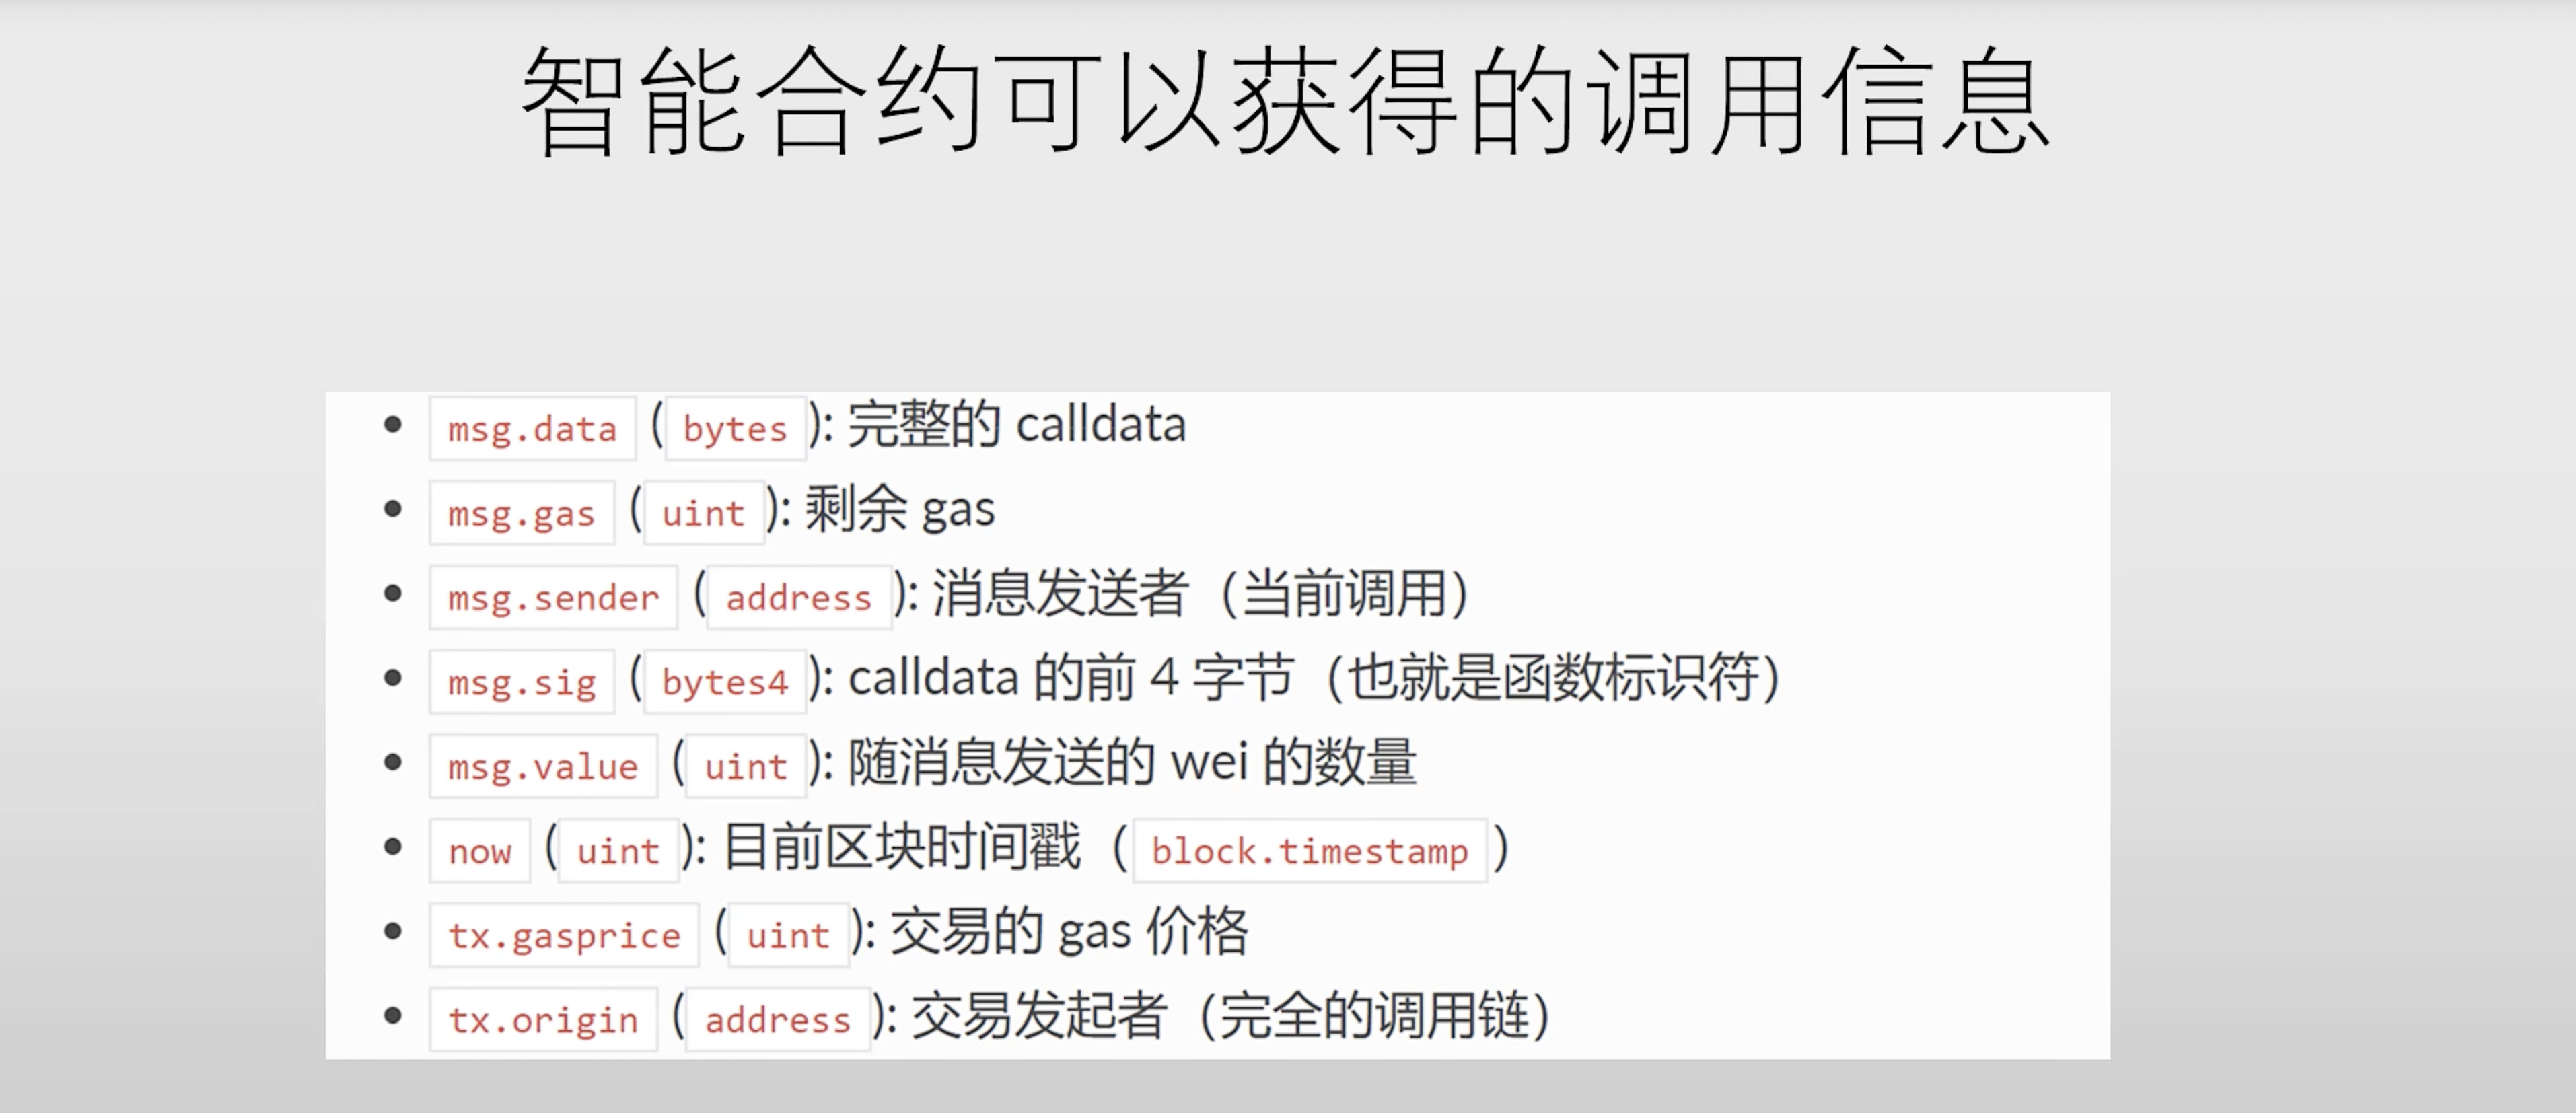 智能合约可以获得的调用信息
• msg.data (bytes): 完整的 calldata
• msg.gas (uint): 剩余 gas
• msg.sender (address): 消息发送者（当前调用）
• msg.sig (bytes4): calldata 的前 4 字节（也就是函数标识符）
• msg.value (uint): 随消息发送的 wei 的数量
• now (uint): 目前区块时间戳（block.timestamp）
• tx.gasprice (uint): 交易的 gas 价格
• tx.origin (address): 交易发起者（完全的调用链）